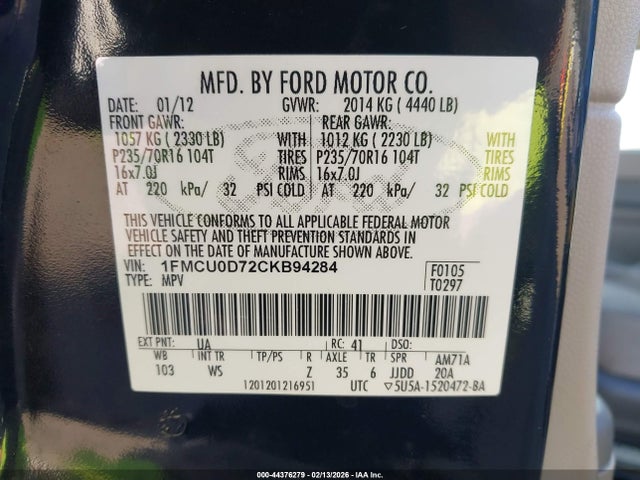 MFD. BY FORD MOTOR CO.
DATE: 01/12 GVWR: 2014 KG ( 4440 LB)
FRONT GAWR: REAR GAWR:
1057 KG ( 2330 LB) WITH 1012 KG ( 2230 LB) WITH
P235/70R16 104T TIRES P235/70R16 104T TIRES
16x7.0J RIMS 16x7.0J RIMS
AT 220 kPa/ 32 PSI COLD AT 220 kPa/ 32 PSI COLD
THIS VEHICLE CONFORMS TO ALL APPLICABLE FEDERAL MOTOR
VEHICLE SAFETY AND THEFT PREVENTION STANDARDS IN
EFFECT ON THE DATE OF MANUFACTURE SHOWN ABOVE.
VIN: 1FMCU0D72CKB94284 F0105
TYPE: MPV T0297
EXT PNT: UA RC: 41 DSO:
WB INT TR TP/PS R AXLE TR SPR AM71A
103 WS Z 35 6 JJDD 20A
1201201216951 UTC ▽5U5A-1520472-8A
000-44376279 - 02/13/2026 - IAA Inc.